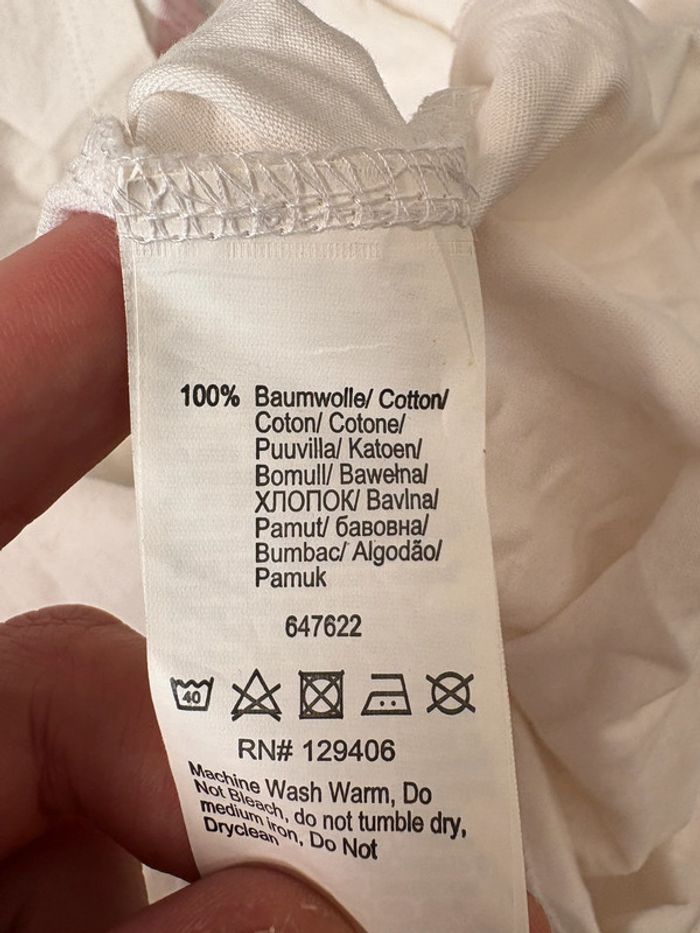 100% Baumwolle/ Cotton/
Coton/ Cotone/
Puuvilla/ Katoen/
Bomull/ Bawełna/
ХЛОПОК/ Bavlna/
Pamut/ бавовна/
Bumbac/ Algodão/
Pamuk
647622
40
RN# 129406
Machine Wash Warm, Do
Not Bleach, do not tumble dry,
medium iron, Do Not
Dryclean